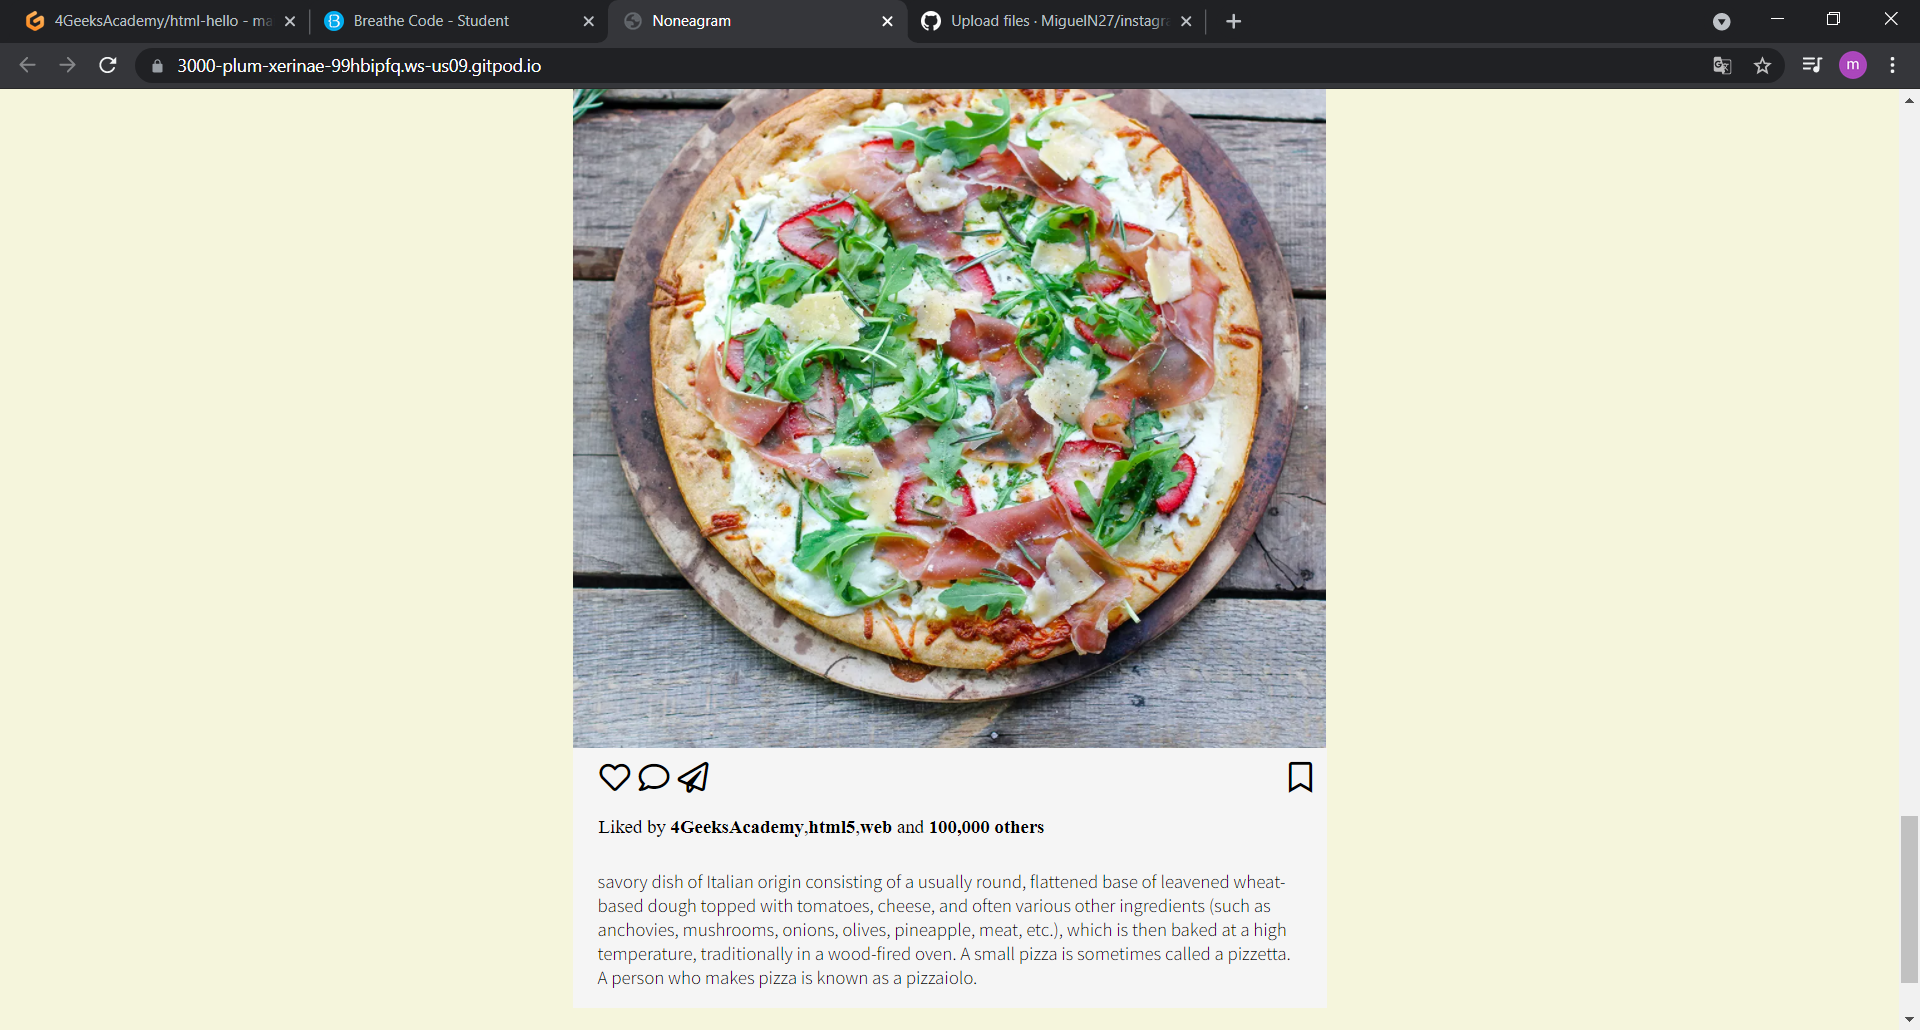 4GeeksAcademy/html-hello - ma
Breathe Code - Student
Noneagram
Upload files · MiguelN27/instagra
3000-plum-xerinae-99hbipfq.ws-us09.gitpod.io
m
Liked by 4GeeksAcademy,html5,web and 100,000 others
savory dish of Italian origin consisting of a usually round, flattened base of leavened wheat-
based dough topped with tomatoes, cheese, and often various other ingredients (such as
anchovies, mushrooms, onions, olives, pineapple, meat, etc.), which is then baked at a high
temperature, traditionally in a wood-fired oven. A small pizza is sometimes called a pizzetta.
A person who makes pizza is known as a pizzaiolo.